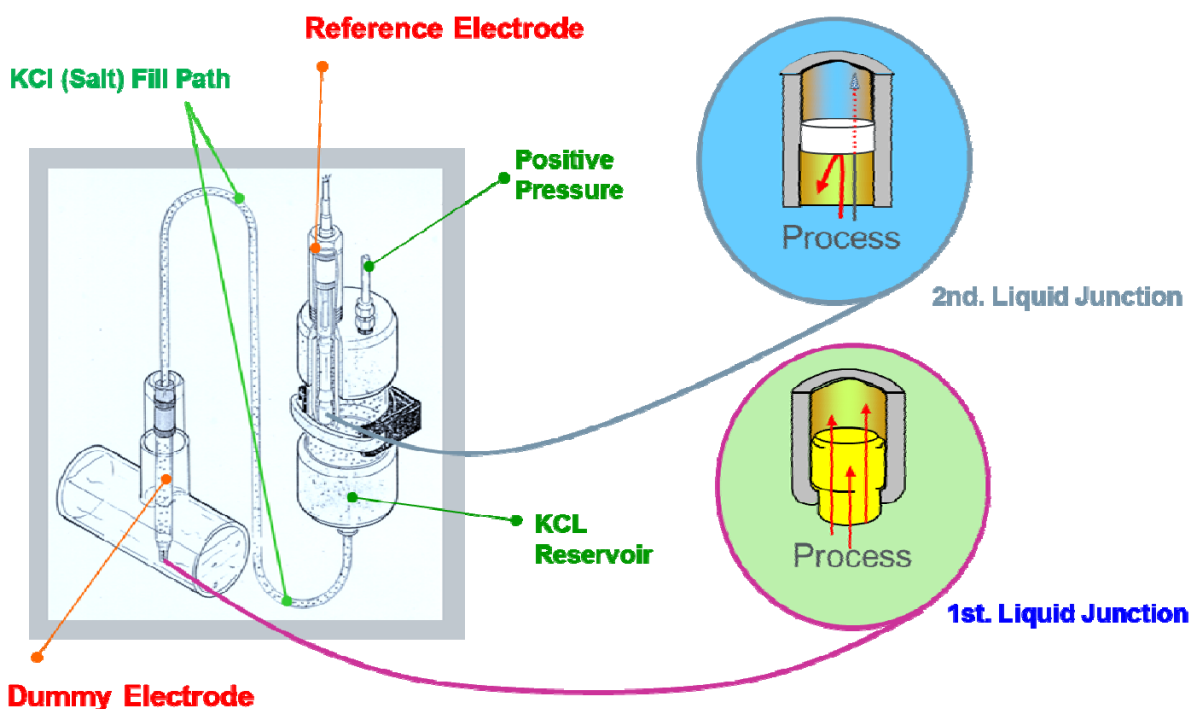 Reference Electrode
KCl (Salt) Fill Path
Positive
Pressure
Process
2nd. Liquid Junction
KCL
Reservoir
Process
1st. Liquid Junction
Dummy Electrode